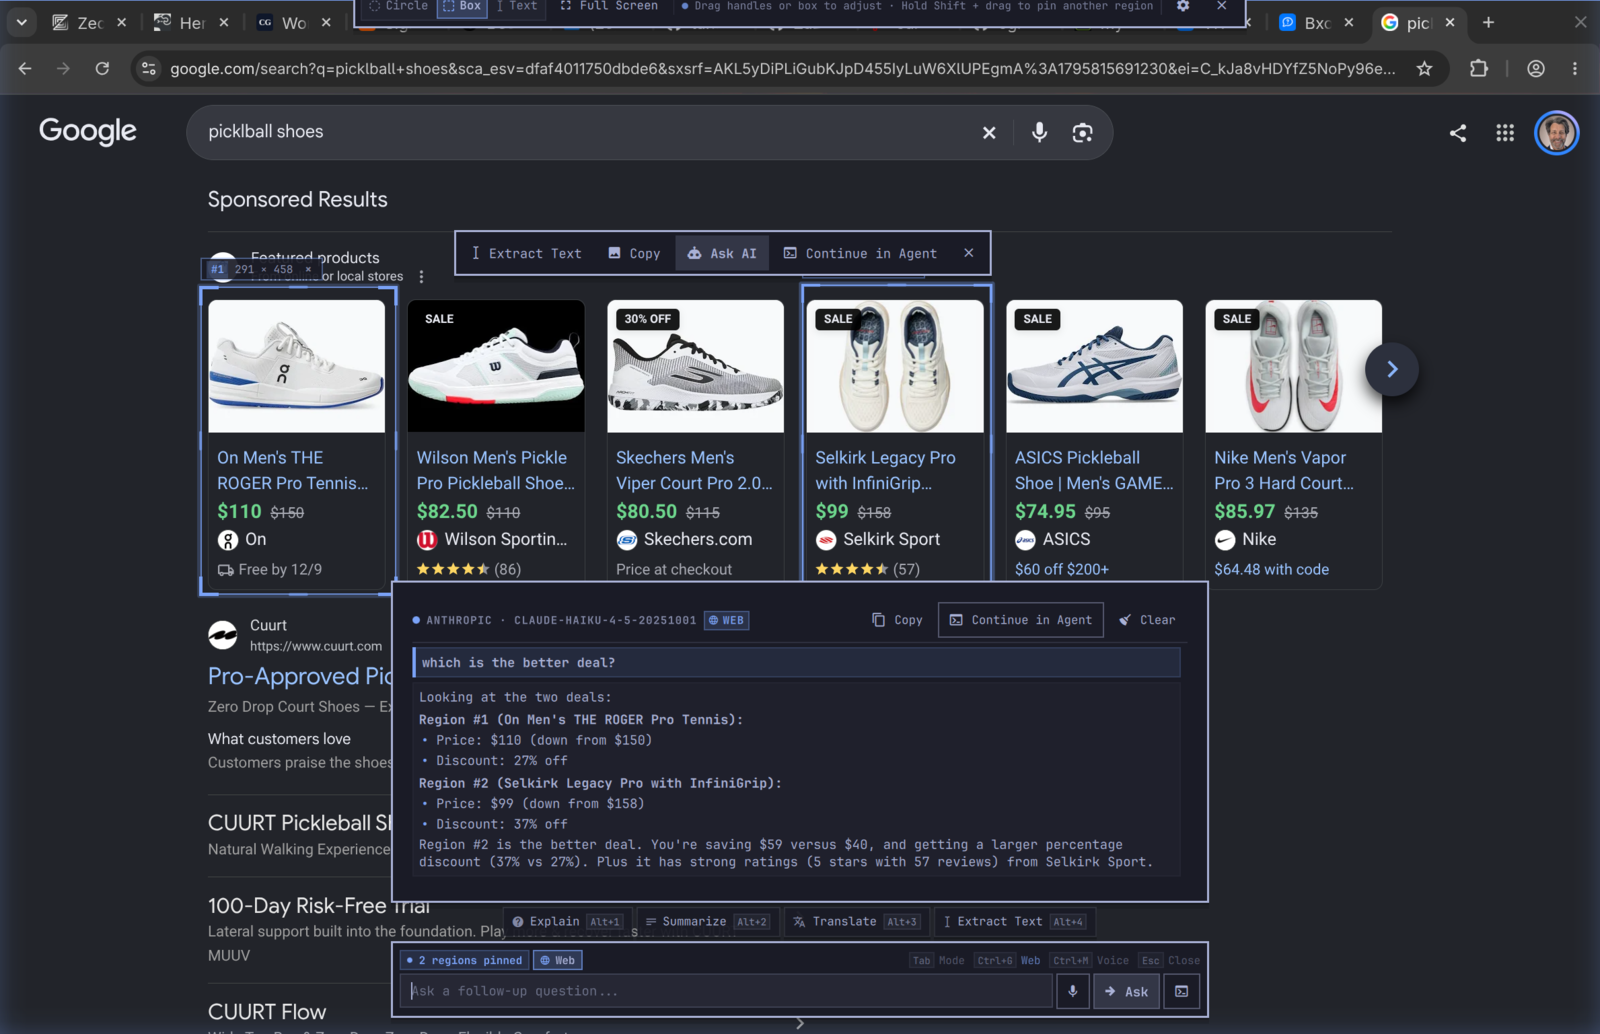 Circle Box Text Full Screen Drag handles or box to adjust · Hold Shift + drag to pin another region
Zec Her CG Wo Bxc pic
google.com/search?q=picklball+shoes&sca_esv=dfaf4011750dbde6&sxsrf=AKL5yDiPLiGubKJpD455IyLuW6XlUPEgmA%3A1795815691230&ei=C_kJa8vHDYfZ5NoPy96e...
Google
picklball shoes
Sponsored Results
Extract Text Copy Ask AI Continue in Agent
Featured products
From online or local stores
#1 291 × 458 ×
SALE
30% OFF
SALE
SALE
SALE
On Men's THE
ROGER Pro Tennis...
$110 $150
On
Free by 12/9
Wilson Men's Pickle
Pro Pickleball Shoe...
$82.50 $110
Wilson Sportin...
(86)
Skechers Men's
Viper Court Pro 2.0...
$80.50 $115
Skechers.com
Price at checkout
Selkirk Legacy Pro
with InfiniGrip...
$99 $158
Selkirk Sport
(57)
ASICS Pickleball
Shoe | Men's GAME...
$74.95 $95
ASICS
$60 off $200+
Nike Men's Vapor
Pro 3 Hard Court...
$85.97 $135
Nike
$64.48 with code
Cuurt
https://www.cuurt.com
Pro-Approved Pic
Zero Drop Court Shoes — Ex
What customers love
Customers praise the shoes
CUURT Pickleball Sh
Natural Walking Experience
100-Day Risk-Free Trial
Lateral support built into the foundation. Play
MUUV
CUURT Flow
ANTHROPIC · CLAUDE-HAIKU-4-5-20251001 WEB
Copy Continue in Agent Clear
which is the better deal?
Looking at the two deals:
Region #1 (On Men's THE ROGER Pro Tennis):
• Price: $110 (down from $150)
• Discount: 27% off
Region #2 (Selkirk Legacy Pro with InfiniGrip):
• Price: $99 (down from $158)
• Discount: 37% off
Region #2 is the better deal. You're saving $59 versus $40, and getting a larger percentage
discount (37% vs 27%). Plus it has strong ratings (5 stars with 57 reviews) from Selkirk Sport.
Explain Alt+1 Summarize Alt+2 Translate Alt+3 Extract Text Alt+4
2 regions pinned Web Tab Mode Ctrl+G Web Ctrl+M Voice Esc Close
Ask a follow-up question... Ask